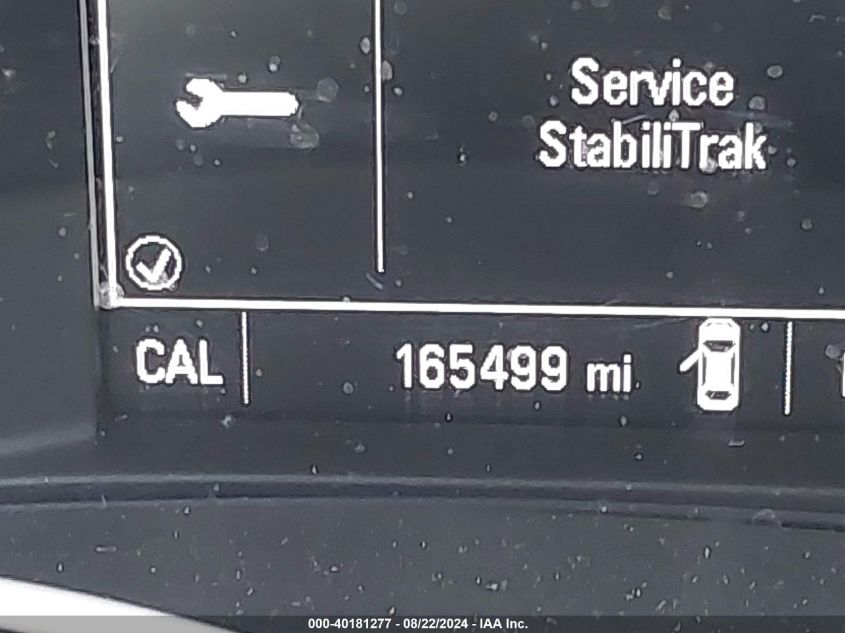 Service
StabiliTrak
CAL 165499 mi
000-40181277 - 08/22/2024 - IAA Inc.